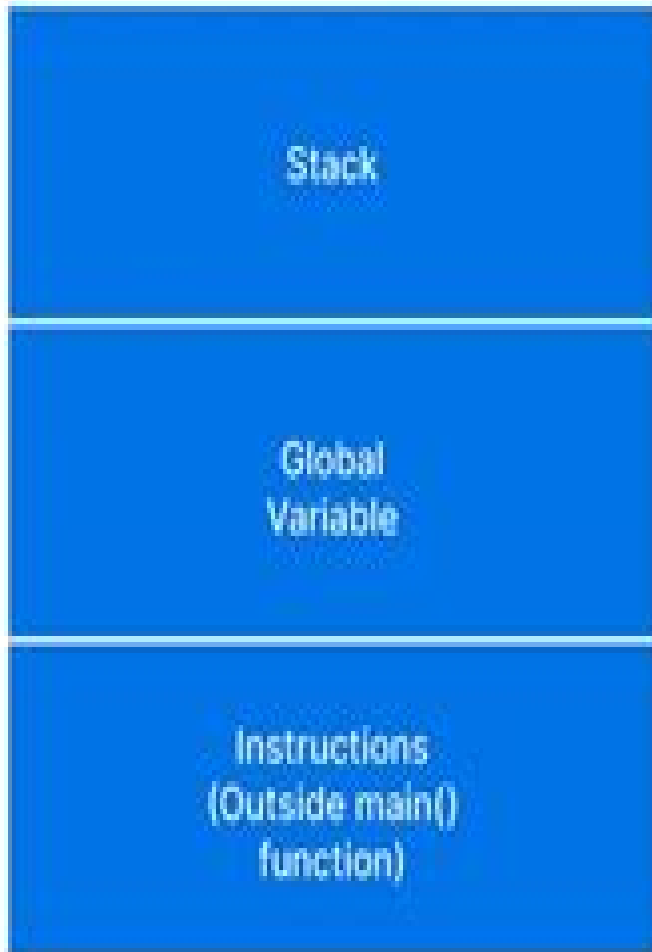 Stack
Global
Variable
Instructions
(Outside main()
function)